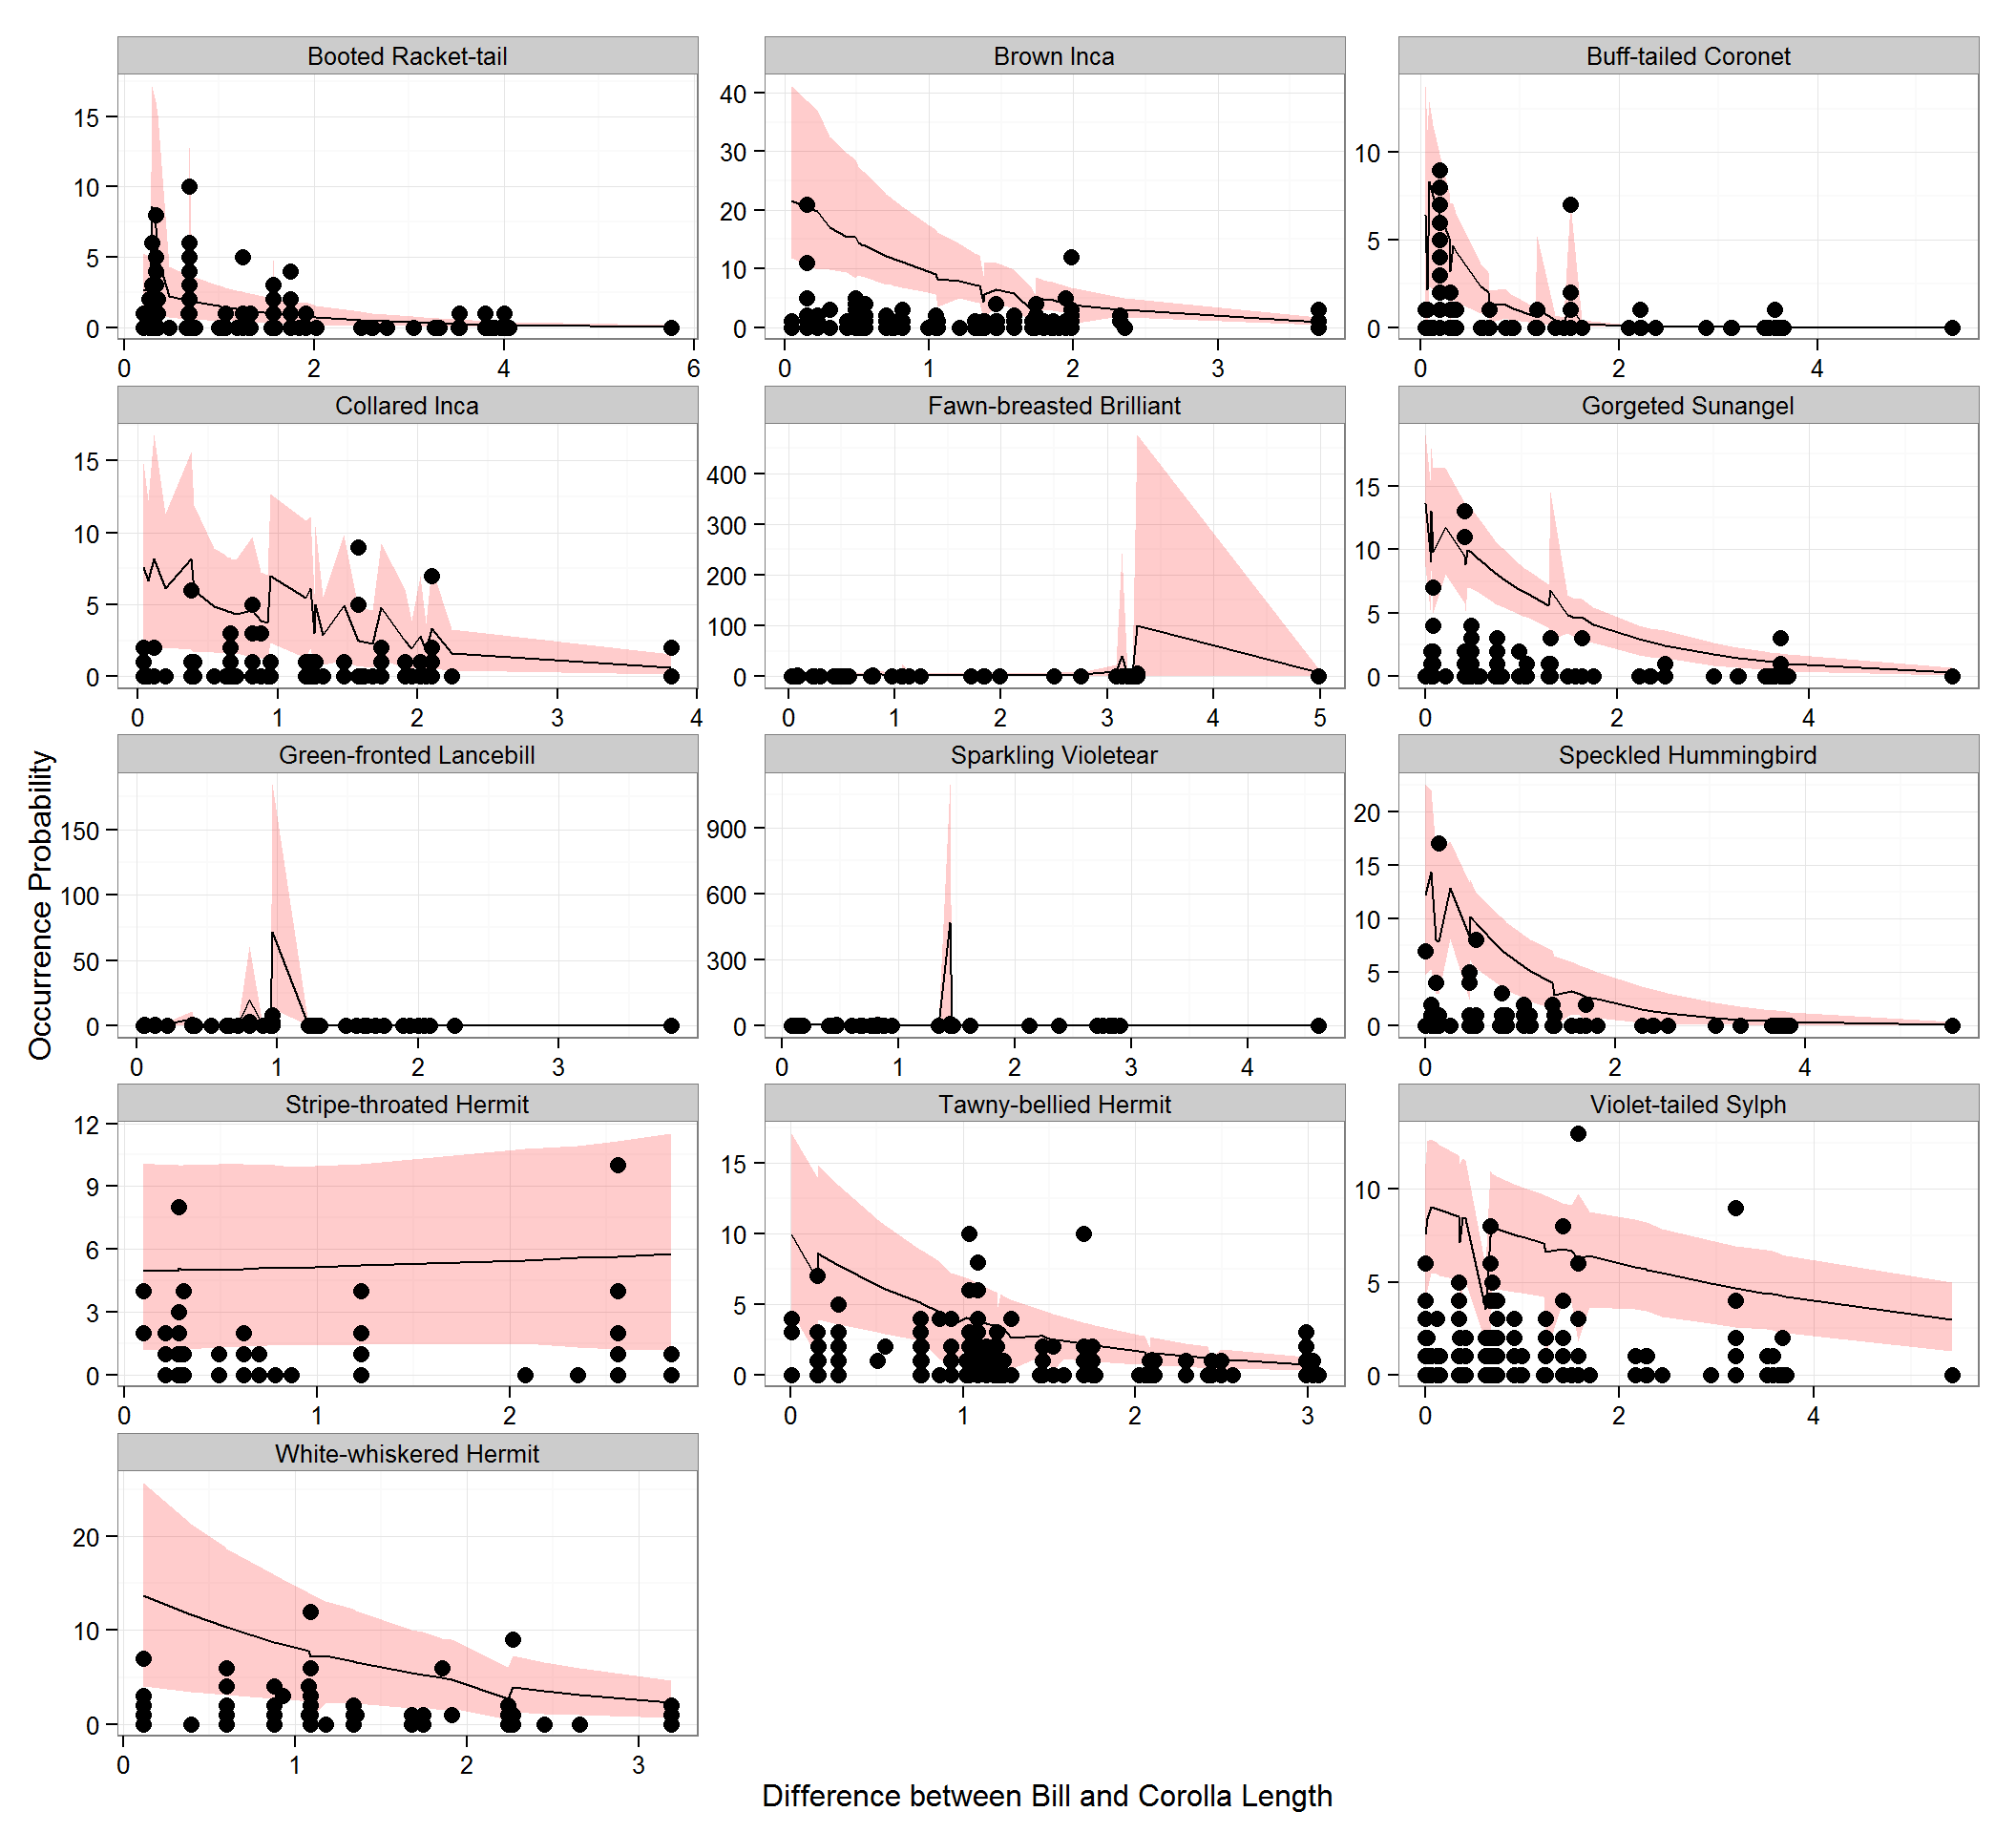 Booted Racket-tail
Brown Inca
Buff-tailed Coronet
15
10
5
0
0 2 4 6
40
30
20
10
0
0 1 2 3
10
5
0
0 2 4
Collared Inca
Fawn-breasted Brilliant
Gorgeted Sunangel
15
10
5
0
0 1 2 3 4
400
300
200
100
0
0 1 2 3 4 5
15
10
5
0
0 2 4
Green-fronted Lancebill
Sparkling Violetear
Speckled Hummingbird
150
100
50
0
0 1 2 3
900
600
300
0
0 1 2 3 4
20
15
10
5
0
0 2 4
Stripe-throated Hermit
Tawny-bellied Hermit
Violet-tailed Sylph
12
9
6
3
0
0 1 2
15
10
5
0
0 1 2 3
10
5
0
0 2 4
White-whiskered Hermit
20
10
0
0 1 2 3
Occurrence Probability
Difference between Bill and Corolla Length